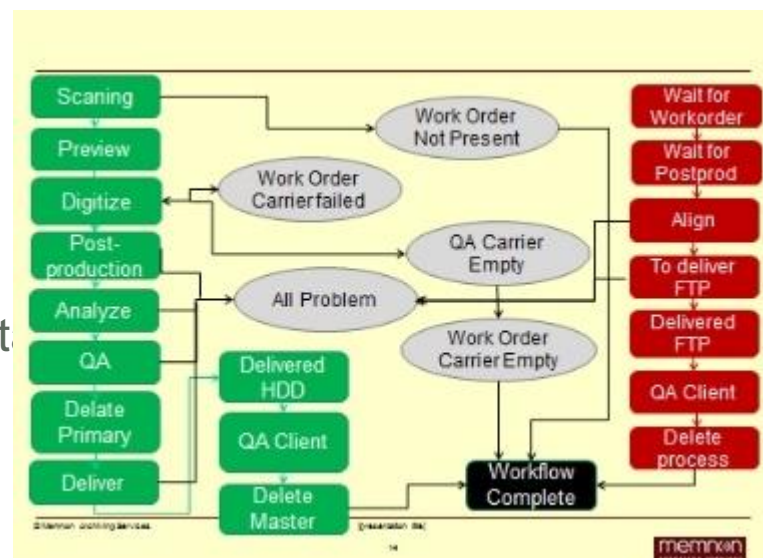 Scaning
Preview
Digitize
Post-
production
Analyze
QA
Delate
Primary
Deliver
Delivered
HDD
QA Client
Delete
Master
Work Order
Not Present
Work Order
Carrier failed
QA Carrier
Empty
All Problem
Work Order
Carrier Empty
Workflow
Complete
Wait for
Workorder
Wait for
Postprod
Align
To deliver
FTP
Delivered
FTP
QA Client
Delete
process
memnon